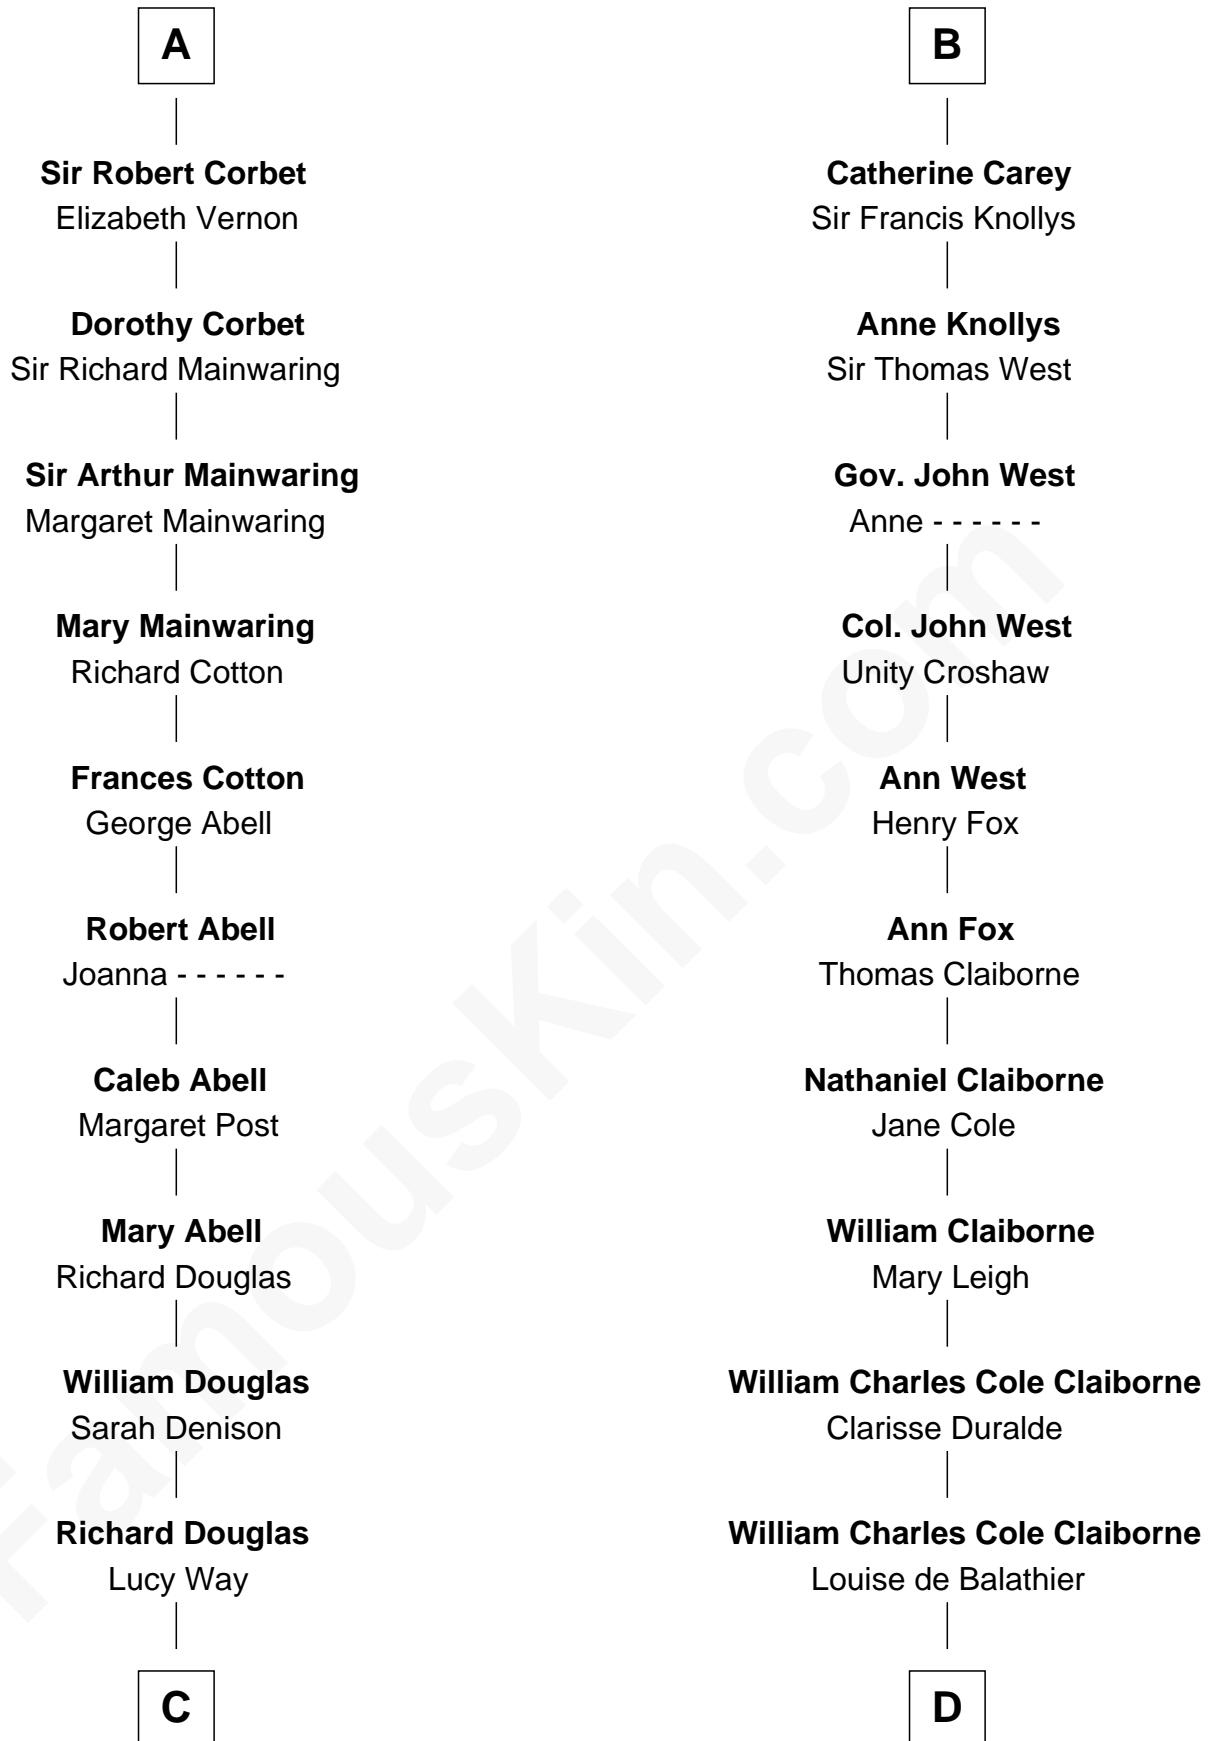 A
Sir Robert Corbet
Elizabeth Vernon
Dorothy Corbet
Sir Richard Mainwaring
Sir Arthur Mainwaring
Margaret Mainwaring
Mary Mainwaring
Richard Cotton
Frances Cotton
George Abell
Robert Abell
Joanna - - - - - -
Caleb Abell
Margaret Post
Mary Abell
Richard Douglas
William Douglas
Sarah Denison
Richard Douglas
Lucy Way
C
B
Catherine Carey
Sir Francis Knollys
Anne Knollys
Sir Thomas West
Gov. John West
Anne - - - - - -
Col. John West
Unity Croshaw
Ann West
Henry Fox
Ann Fox
Thomas Claiborne
Nathaniel Claiborne
Jane Cole
William Claiborne
Mary Leigh
William Charles Cole Claiborne
Clarisse Duralde
William Charles Cole Claiborne
Louise de Balathier
D
FamousKin.com